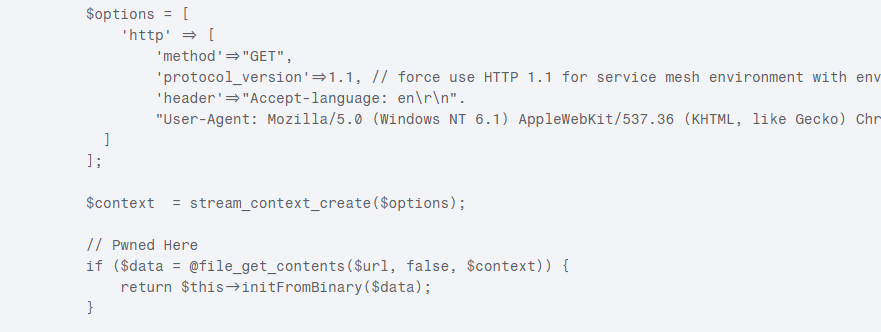 $options = [
'http' => [
'method'=>"GET",
'protocol_version'=>1.1, // force use HTTP 1.1 for service mesh environment with env
'header'=>"Accept-language: en\r\n".
"User-Agent: Mozilla/5.0 (Windows NT 6.1) AppleWebKit/537.36 (KHTML, like Gecko) Chr
]
];
$context  = stream_context_create($options);
// Pwned Here
if ($data = @file_get_contents($url, false, $context)) {
return $this->initFromBinary($data);
}